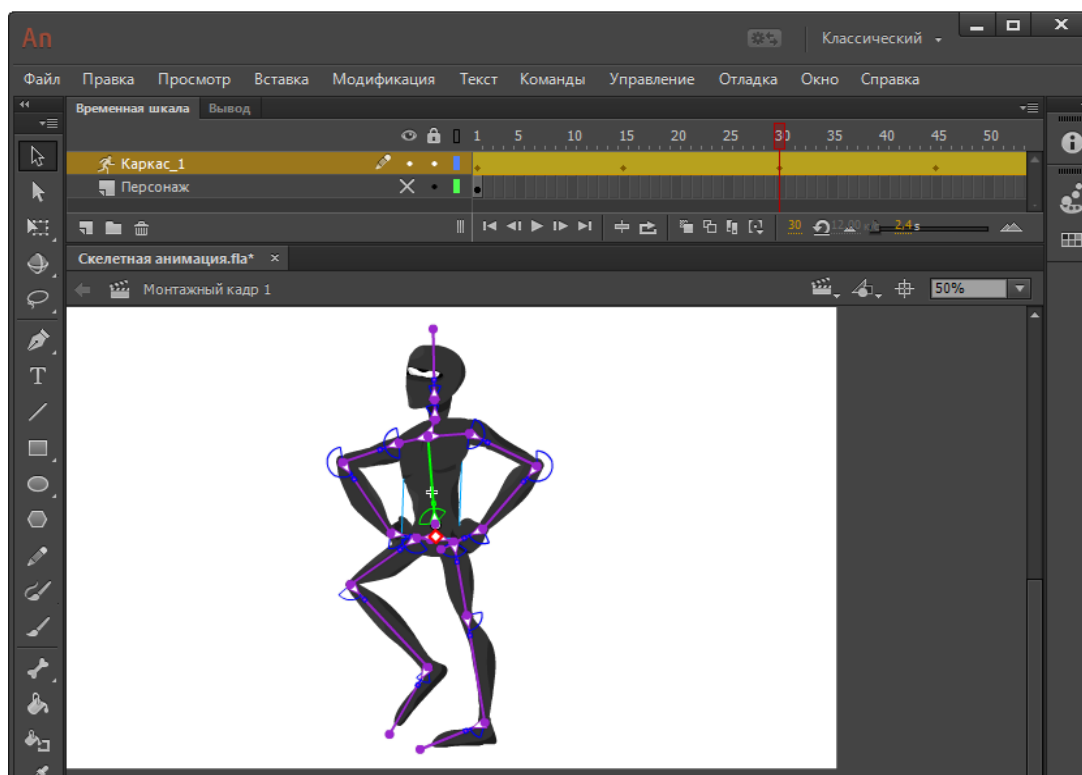 An Классический
Файл Правка Просмотр Вставка Модификация Текст Команды Управление Отладка Окно Справка
Временная шкала Вывод
1 5 10 15 20 25 30 35 40 45 50
Каркас_1
Персонаж
30 12,00 к/с 2,4 s
Скелетная анимация.fla* ×
Монтажный кадр 1 50%
T